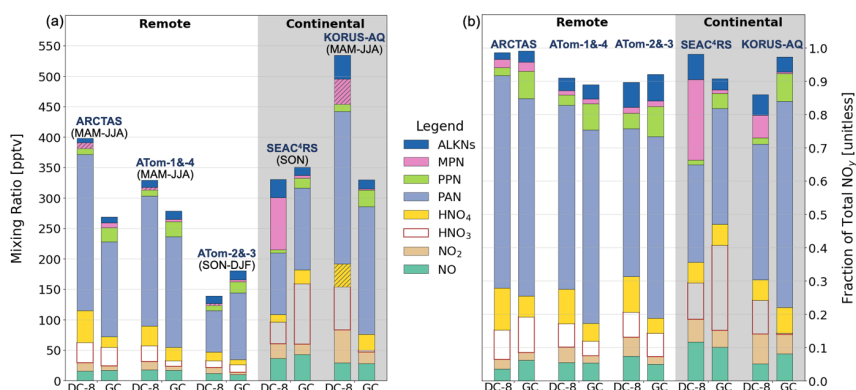 (a)
Remote
Continental
Mixing Ratio [pptv]
550
500
450
400
350
300
250
200
150
100
50
0
ARCTAS
(MAM-JJA)
ATom-1&-4
(MAM-JJA)
ATom-2&-3
(SON-DJF)
SEAC⁴RS
(SON)
KORUS-AQ
(MAM-JJA)
DC-8 GC DC-8 GC DC-8 GC DC-8 GC DC-8 GC
Legend
ALKNs
MPN
PPN
PAN
HNO₄
HNO₃
NO₂
NO
(b)
Remote
Continental
ARCTAS ATom-1&-4 ATom-2&-3 SEAC⁴RS KORUS-AQ
1.0
0.9
0.8
0.7
0.6
0.5
0.4
0.3
0.2
0.1
0.0
Fraction of Total NOᵧ [unitless]
DC-8 GC DC-8 GC DC-8 GC DC-8 GC DC-8 GC